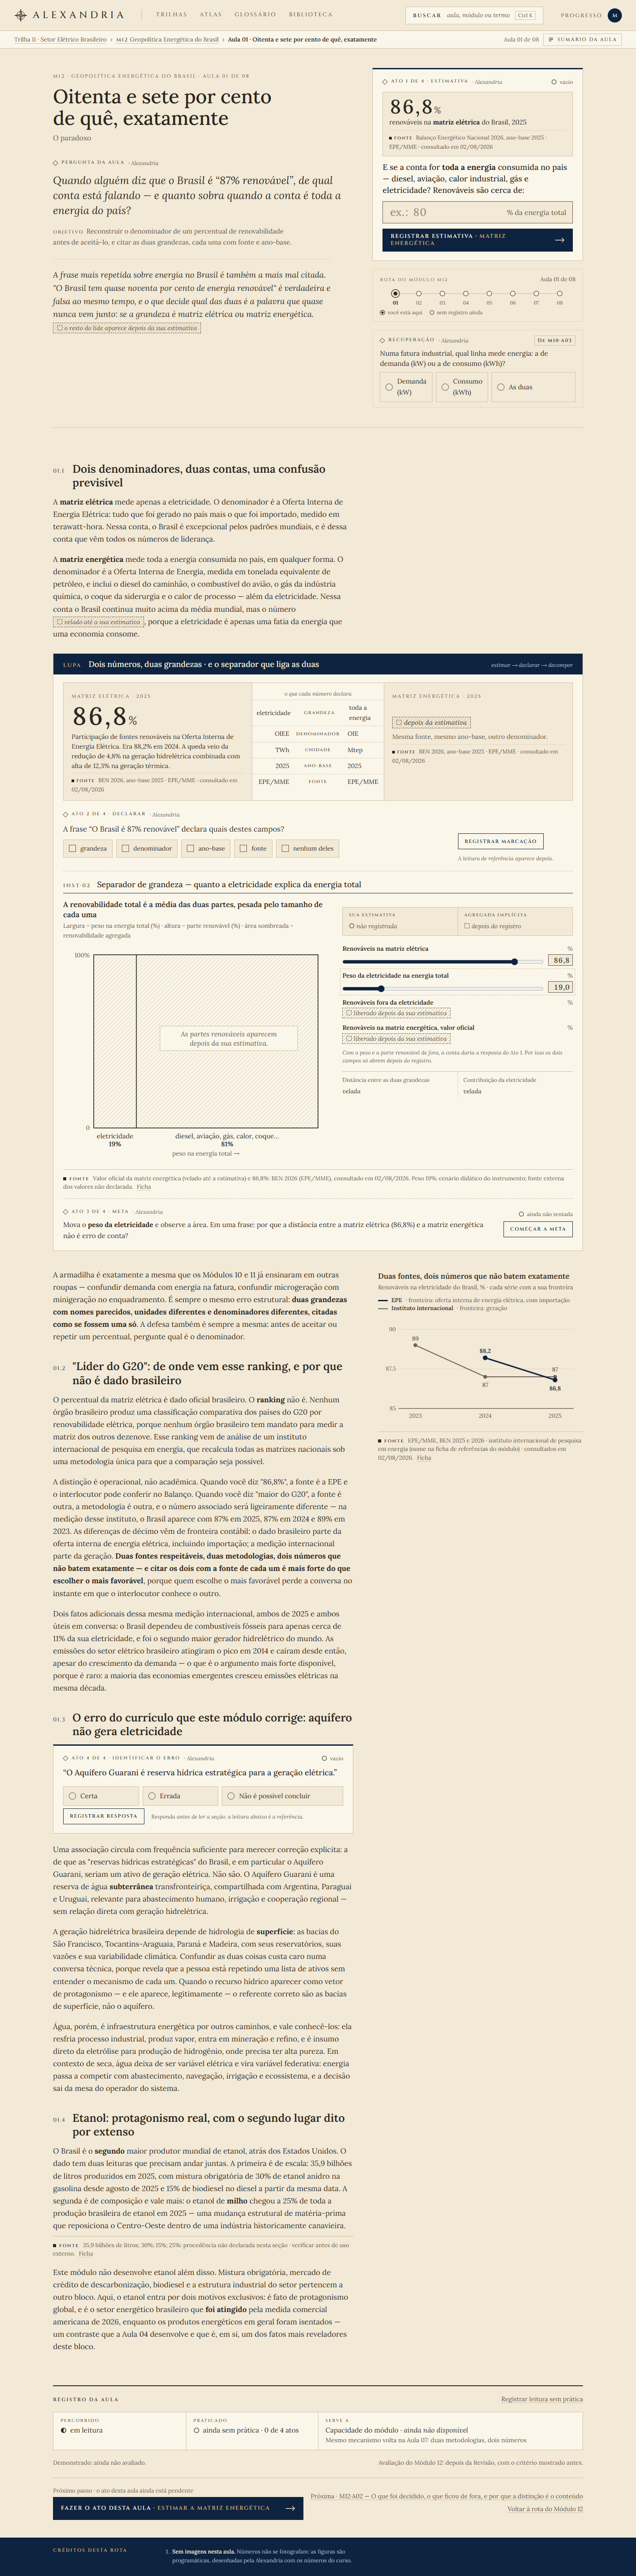 ALEXANDRIA
TRILHAS ATLAS GLOSSÁRIO BIBLIOTECA
BUSCAR aula, módulo ou termo Ctrl K
PROGRESSO M
Trilha II · Setor Elétrico Brasileiro › M12 Geopolítica Energética do Brasil › Aula 01 · Oitenta e sete por cento de quê, exatamente
Aula 01 de 08 SUMÁRIO DA AULA
M12 · GEOPOLÍTICA ENERGÉTICA DO BRASIL · AULA 01 DE 08
Oitenta e sete por cento
de quê, exatamente
O paradoxo
PERGUNTA DA AULA · Alexandria
Quando alguém diz que o Brasil é “87% renovável”, de qual
conta está falando — e quanto sobra quando a conta é toda a
energia do país?
OBJETIVO Reconstruir o denominador de um percentual de renovabilidade
antes de aceitá-lo, e citar as duas grandezas, cada uma com fonte e ano-base.
A frase mais repetida sobre energia no Brasil é também a mais mal citada.
"O Brasil tem quase noventa por cento de energia renovável" é verdadeira e
falsa ao mesmo tempo, e o que decide qual das duas é a palavra que quase
nunca vem junto: de quê, exatamente.
o resto do lide aparece depois da sua estimativa
ATO 1 DE 4 · ESTIMATIVA · Alexandria
vazio
86,8%
renováveis na matriz elétrica do Brasil, 2025
FONTE Balanço Energético Nacional 2026, ano-base 2025 ·
EPE/MME · consultado em 02/08/2026
E se a conta for toda a energia consumida no país
— diesel, aviação, calor industrial, gás e
eletricidade? Renováveis são cerca de:
ex.: 80 % da energia total
REGISTRAR ESTIMATIVA · MATRIZ
ENERGÉTICA →
ROTA DO MÓDULO M12
Aula 01 de 08
01 02 03 04 05 06 07 08
você está aqui sem registro ainda
RECUPERAÇÃO · Alexandria
DE M10·A03
Numa fatura industrial, qual linha mede energia: a de
demanda (kW) ou a de consumo (kWh)?
Demanda
(kW)
Consumo
(kWh)
As duas
01.1 Dois denominadores, duas contas, uma confusão
previsível
A matriz elétrica mede apenas a eletricidade. O denominador é a Oferta Interna de
Energia Elétrica: tudo que foi gerado no país mais o que foi importado, medido em
terawatt-hora. Nessa conta, o Brasil é excepcional pelos padrões mundiais, e é dessa
conta que vêm todos os números de liderança.
A matriz energética mede toda a energia consumida no país, em qualquer forma. O
denominador é a Oferta Interna de Energia, medida em tonelada equivalente de
petróleo, e inclui o diesel do caminhão, o combustível do avião, o gás da indústria
química, o coque da siderurgia e o calor de processo — além da eletricidade. Nessa
conta o Brasil continua muito acima da média mundial, mas o número
velado até a sua estimativa , porque a eletricidade é apenas uma fatia da energia que
uma economia consome.
LUPA Dois números, duas grandezas · e o separador que liga as duas
estimar → declarar → decompor
MATRIZ ELÉTRICA · 2025
86,8%
Participação de fontes renováveis na Oferta Interna de
Energia Elétrica. Era 88,2% em 2024. A queda veio da
redução de 4,8% na geração hidrelétrica combinada com
alta de 12,5% na geração térmica.
FONTE BEN 2026, ano-base 2025 · EPE/MME · consultado em
02/08/2026
o que cada número declara
eletricidade GRANDEZA toda a
energia
OIEE DENOMINADOR OIE
TWh UNIDADE Mtep
2025 ANO-BASE 2025
EPE/MME FONTE EPE/MME
MATRIZ ENERGÉTICA · 2025
depois da estimativa
Mesma fonte, mesmo ano-base, outro denominador.
FONTE BEN 2026, ano-base 2025 · EPE/MME · consultado em
02/08/2026
ATO 2 DE 4 · DECLARAR · Alexandria
A frase “O Brasil é 87% renovável” declara quais destes campos?
grandeza
denominador
ano-base
fonte
nenhum deles
REGISTRAR MARCAÇÃO
A leitura de referência aparece depois.
INST-02 Separador de grandeza — quanto a eletricidade explica da energia total
A renovabilidade total é a média das duas partes, pesada pelo tamanho de
cada uma
Largura = peso na energia total (%) · altura = parte renovável (%) · área sombreada =
renovabilidade agregada
100%
As partes renováveis aparecem
depois da sua estimativa.
0
eletricidade
19%
diesel, aviação, gás, calor, coque…
81%
peso na energia total →
SUA ESTIMATIVA
não registrada
AGREGADA IMPLÍCITA
depois do registro
Renováveis na matriz elétrica %
86,8
Peso da eletricidade na energia total %
19,0
Renováveis fora da eletricidade %
liberado depois da sua estimativa
Renováveis na matriz energética, valor oficial %
liberado depois da sua estimativa
Com o peso e a parte renovável de fora, a conta daria a resposta do Ato 1. Por isso os dois
campos só abrem depois do registro.
Distância entre as duas grandezas
velada
Contribuição da eletricidade
velada
FONTE Valor oficial da matriz energética (velado até a estimativa) e 86,8%: BEN 2026 (EPE/MME), consultado em 02/08/2026. Peso 19%: cenário didático do instrumento; fonte externa
dos valores não declarada. Ficha
ATO 3 DE 4 · META · Alexandria
ainda não tentada
Mova o peso da eletricidade e observe a área. Em uma frase: por que a distância entre a matriz elétrica (86,8%) e a matriz energética
não é erro de conta?
COMEÇAR A META
A armadilha é exatamente a mesma que os Módulos 10 e 11 já ensinaram em outras
roupas — confundir demanda com energia na fatura, confundir microgeração com
minigeração no enquadramento. É sempre o mesmo erro estrutural: duas grandezas
com nomes parecidos, unidades diferentes e denominadores diferentes, citadas
como se fossem uma só. A defesa também é sempre a mesma: antes de aceitar ou
repetir um percentual, pergunte qual é o denominador.
Duas fontes, dois números que não batem exatamente
Renováveis na eletricidade do Brasil, % · cada série com a sua fronteira
EPE · fronteira: oferta interna de energia elétrica, com importação
Instituto internacional · fronteira: geração
90
87,5
85
89
88,2
87
87
86,8
2023 2024 2025
FONTE EPE/MME, BEN 2025 e 2026 · instituto internacional de pesquisa
em energia (nome na ficha de referências do módulo) · consultados em
02/08/2026. Ficha
01.2 "Líder do G20": de onde vem esse ranking, e por que
não é dado brasileiro
O percentual da matriz elétrica é dado oficial brasileiro. O ranking não é. Nenhum
órgão brasileiro produz uma classificação comparativa dos países do G20 por
renovabilidade elétrica, porque nenhum órgão brasileiro tem mandato para medir a
matriz dos outros dezenove. Esse ranking vem de análise de um instituto
internacional de pesquisa em energia, que recalcula todas as matrizes nacionais sob
uma metodologia única para que a comparação seja possível.
A distinção é operacional, não acadêmica. Quando você diz "86,8%", a fonte é a EPE e
o interlocutor pode conferir no Balanço. Quando você diz "maior do G20", a fonte é
outra, a metodologia é outra, e o número associado será ligeiramente diferente — na
medição desse instituto, o Brasil aparece com 87% em 2025, 87% em 2024 e 89% em
2023. As diferenças de décimo vêm de fronteira contábil: o dado brasileiro parte da
oferta interna de energia elétrica, incluindo importação; a medição internacional
parte da geração. Duas fontes respeitáveis, duas metodologias, dois números que
não batem exatamente — e citar os dois com a fonte de cada um é mais forte do que
escolher o mais favorável, porque quem escolhe o mais favorável perde a conversa no
instante em que o interlocutor conhece o outro.
Dois fatos adicionais dessa mesma medição internacional, ambos de 2025 e ambos
úteis em conversa: o Brasil dependeu de combustíveis fósseis para apenas cerca de
11% da sua eletricidade, e foi o segundo maior gerador hidrelétrico do mundo. As
emissões do setor elétrico brasileiro atingiram o pico em 2014 e caíram desde então,
apesar do crescimento da demanda — o que é o argumento mais forte disponível,
porque é raro: a maioria das economias emergentes cresceu emissões elétricas na
mesma década.
01.3 O erro do currículo que este módulo corrige: aquífero
não gera eletricidade
ATO 4 DE 4 · IDENTIFICAR O ERRO · Alexandria
vazio
“O Aquífero Guarani é reserva hídrica estratégica para a geração elétrica.”
Certa
Errada
Não é possível concluir
REGISTRAR RESPOSTA
Responda antes de ler a seção; a leitura abaixo é a referência.
Uma associação circula com frequência suficiente para merecer correção explícita: a
de que as "reservas hídricas estratégicas" do Brasil, e em particular o Aquífero
Guarani, seriam um ativo de geração elétrica. Não são. O Aquífero Guarani é uma
reserva de água subterrânea transfronteiriça, compartilhada com Argentina, Paraguai
e Uruguai, relevante para abastecimento humano, irrigação e cooperação regional —
sem relação direta com geração hidrelétrica.
A geração hidrelétrica brasileira depende de hidrologia de superfície: as bacias do
São Francisco, Tocantins-Araguaia, Paraná e Madeira, com seus reservatórios, suas
vazões e sua variabilidade climática. Confundir as duas coisas custa caro numa
conversa técnica, porque revela que a pessoa está repetindo uma lista de ativos sem
entender o mecanismo de cada um. Quando o recurso hídrico aparecer como vetor
de protagonismo — e ele aparece, legitimamente — o referente correto são as bacias
de superfície, não o aquífero.
Água, porém, é infraestrutura energética por outros caminhos, e vale conhecê-los: ela
resfria processo industrial, produz vapor, entra em mineração e refino, e é insumo
direto da eletrólise para produção de hidrogênio, onde precisa ter alta pureza. Em
contexto de seca, água deixa de ser variável elétrica e vira variável federativa: energia
passa a competir com abastecimento, navegação, irrigação e ecossistema, e a decisão
sai da mesa do operador do sistema.
01.4 Etanol: protagonismo real, com o segundo lugar dito
por extenso
O Brasil é o segundo maior produtor mundial de etanol, atrás dos Estados Unidos. O
dado tem duas leituras que precisam andar juntas. A primeira é de escala: 35,9 bilhões
de litros produzidos em 2025, com mistura obrigatória de 30% de etanol anidro na
gasolina desde agosto de 2025 e 15% de biodiesel no diesel a partir da mesma data. A
segunda é de composição e vale mais: o etanol de milho chegou a 25% de toda a
produção brasileira de etanol em 2025 — uma mudança estrutural de matéria-prima
que reposiciona o Centro-Oeste dentro de uma indústria historicamente canavieira.
FONTE 35,9 bilhões de litros; 30%; 15%; 25%: procedência não declarada nesta seção · verificar antes de uso
externo. Ficha
Este módulo não desenvolve etanol além disso. Mistura obrigatória, mercado de
crédito de descarbonização, biodiesel e a estrutura industrial do setor pertencem a
outro bloco. Aqui, o etanol entra por dois motivos exclusivos: é fato de protagonismo
global, e é o setor energético brasileiro que foi atingido pela medida comercial
americana de 2026, enquanto os produtos energéticos em geral foram isentados —
um contraste que a Aula 04 desenvolve e que é, em si, um dos fatos mais reveladores
deste bloco.
REGISTRO DA AULA
Registrar leitura sem prática
PERCORRIDO
em leitura
PRATICADO
ainda sem prática · 0 de 4 atos
SERVE A
Capacidade do módulo · ainda não disponível
Mesmo mecanismo volta na Aula 07: duas metodologias, dois números
Demonstrado: ainda não avaliado.
Avaliação do Módulo 12: depois da Revisão, com o critério mostrado antes.
Próximo passo · o ato desta aula ainda está pendente
FAZER O ATO DESTA AULA · ESTIMAR A MATRIZ ENERGÉTICA →
Próxima · M12·A02 — O que foi decidido, o que ficou de fora, e por que a distinção é o conteúdo
Voltar à rota do Módulo 12
CRÉDITOS DESTA ROTA
1. Sem imagens nesta aula. Números não se fotografam: as figuras são
programáticas, desenhadas pela Alexandria com os números do curso.